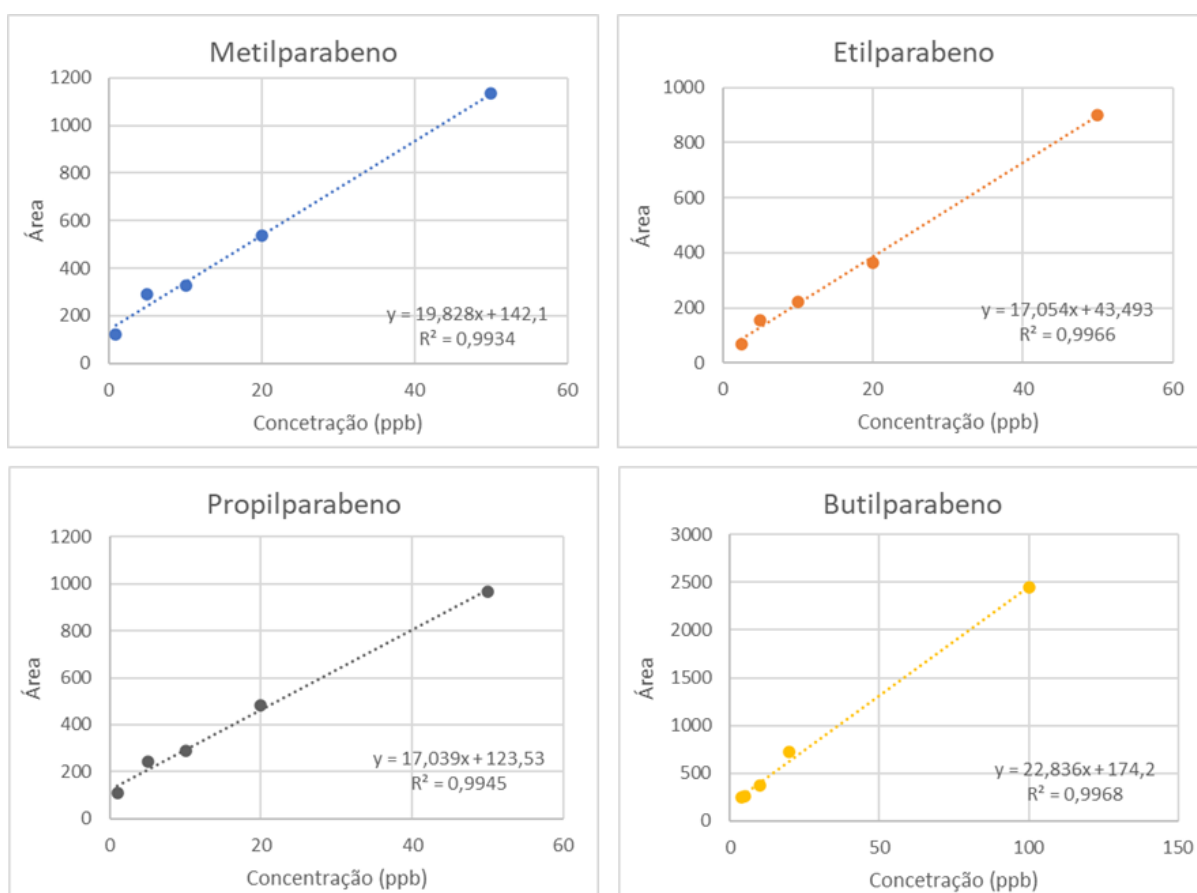 Metilparabeno
1200
1000
800
600
400
200
0
Área
y = 19,828x + 142,1
R² = 0,9934
0 20 40 60
Concetração (ppb)
Etilparabeno
1000
800
600
400
200
0
Área
y = 17,054x + 43,493
R² = 0,9966
0 20 40 60
Concentração (ppb)
Propilparabeno
1200
1000
800
600
400
200
0
Área
y = 17,039x + 123,53
R² = 0,9945
0 20 40 60
Concentração (ppb)
Butilparabeno
3000
2500
2000
1500
1000
500
0
Área
y = 22,836x + 174,2
R² = 0,9968
0 50 100 150
Concetração (ppb)